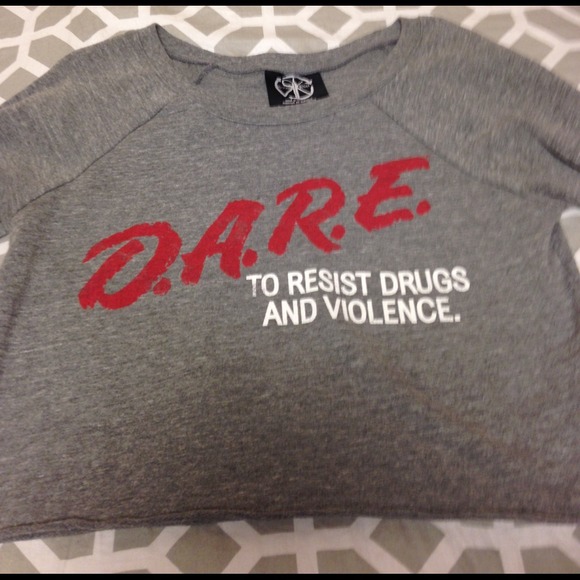 D.A.R.E.
TO RESIST DRUGS
AND VIOLENCE.